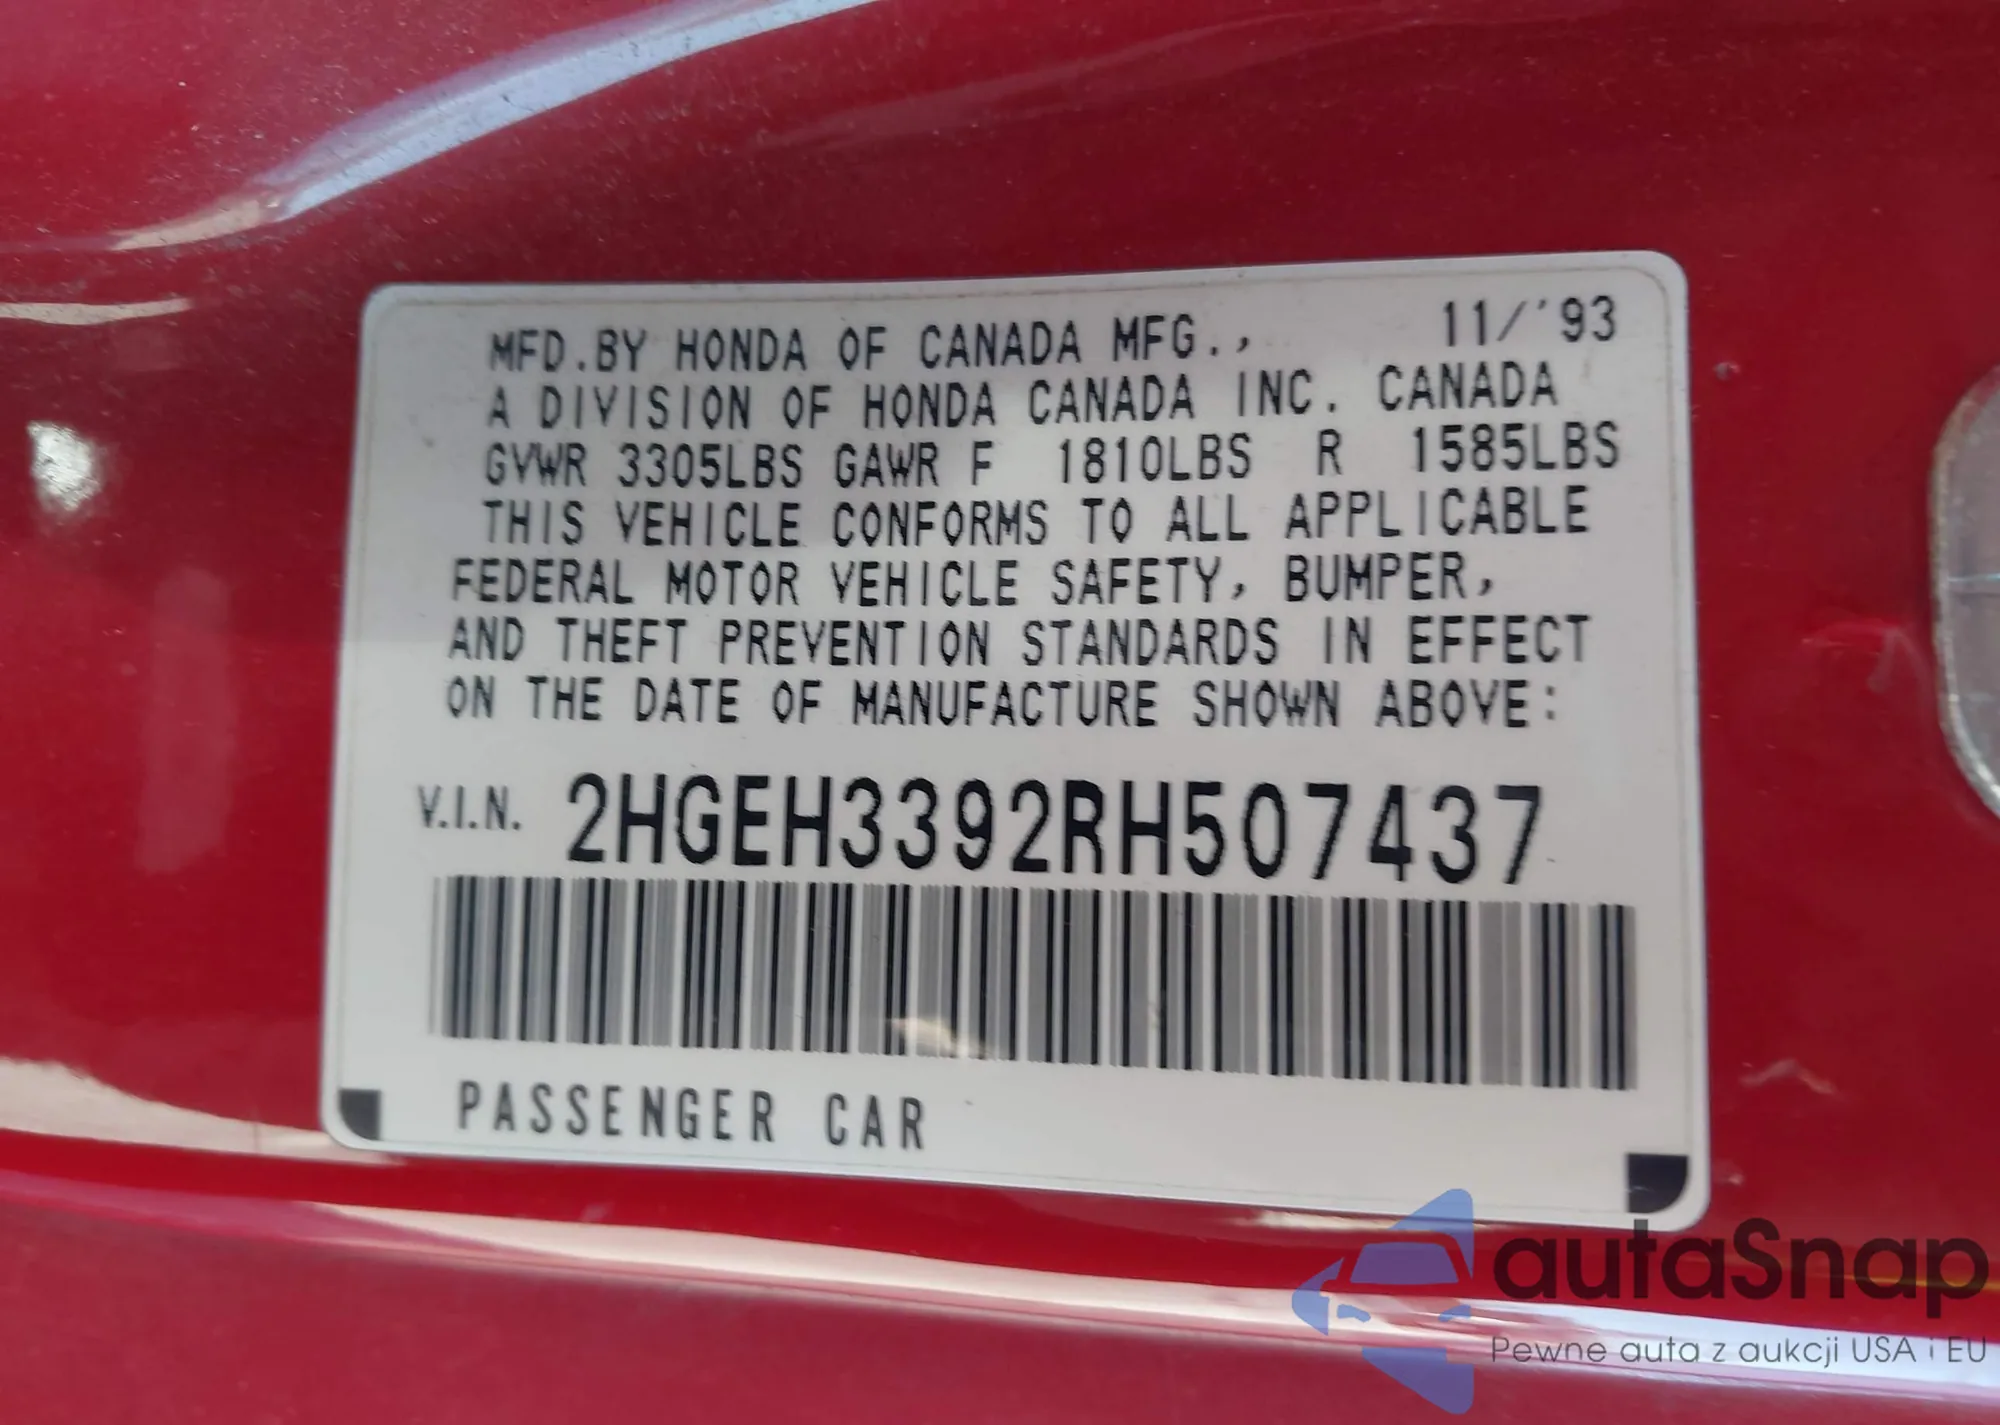 MFD.BY HONDA OF CANADA MFG., 11/'93
A DIVISION OF HONDA CANADA INC. CANADA
GVWR 3305LBS GAWR F 1810LBS R 1585LBS
THIS VEHICLE CONFORMS TO ALL APPLICABLE
FEDERAL MOTOR VEHICLE SAFETY, BUMPER,
AND THEFT PREVENTION STANDARDS IN EFFECT
ON THE DATE OF MANUFACTURE SHOWN ABOVE:
V.I.N. 2HGEH3392RH507437
PASSENGER CAR
autaSnap
Pewne auta z aukcji USA i EU